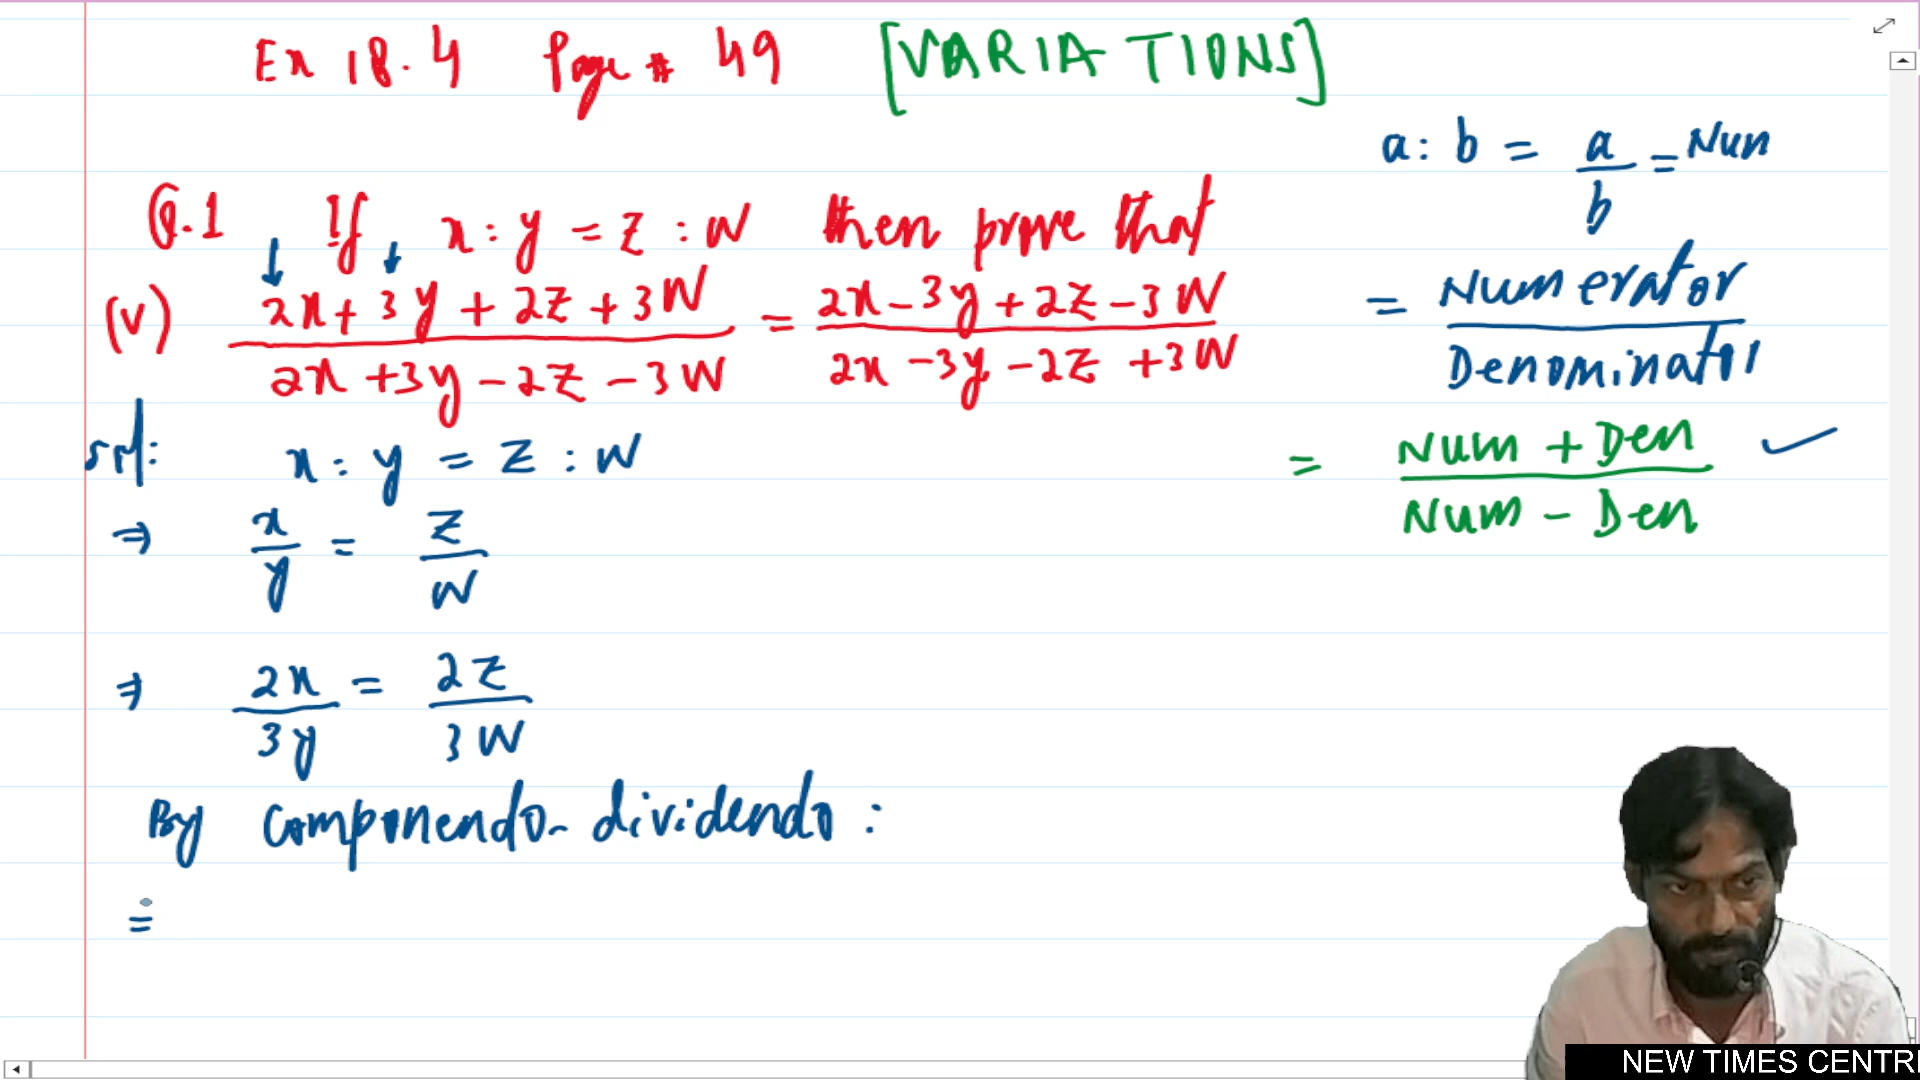 Ex 18.4 Page # 49 [VARIATIONS]
a : b = a/b = Num
= Numerator/Denominator
= Num + Den/Num - Den ✓
Q.1 If x : y = z : w then prove that
(v) 2x + 3y + 2z + 3w/2x + 3y - 2z - 3w = 2x - 3y + 2z - 3w/2x - 3y - 2z + 3w
Sol: x : y = z : w
⇒ x/y = z/w
⇒ 2x/3y = 2z/3w
By componendo-dividendo :
=
NEW TIMES CENTR